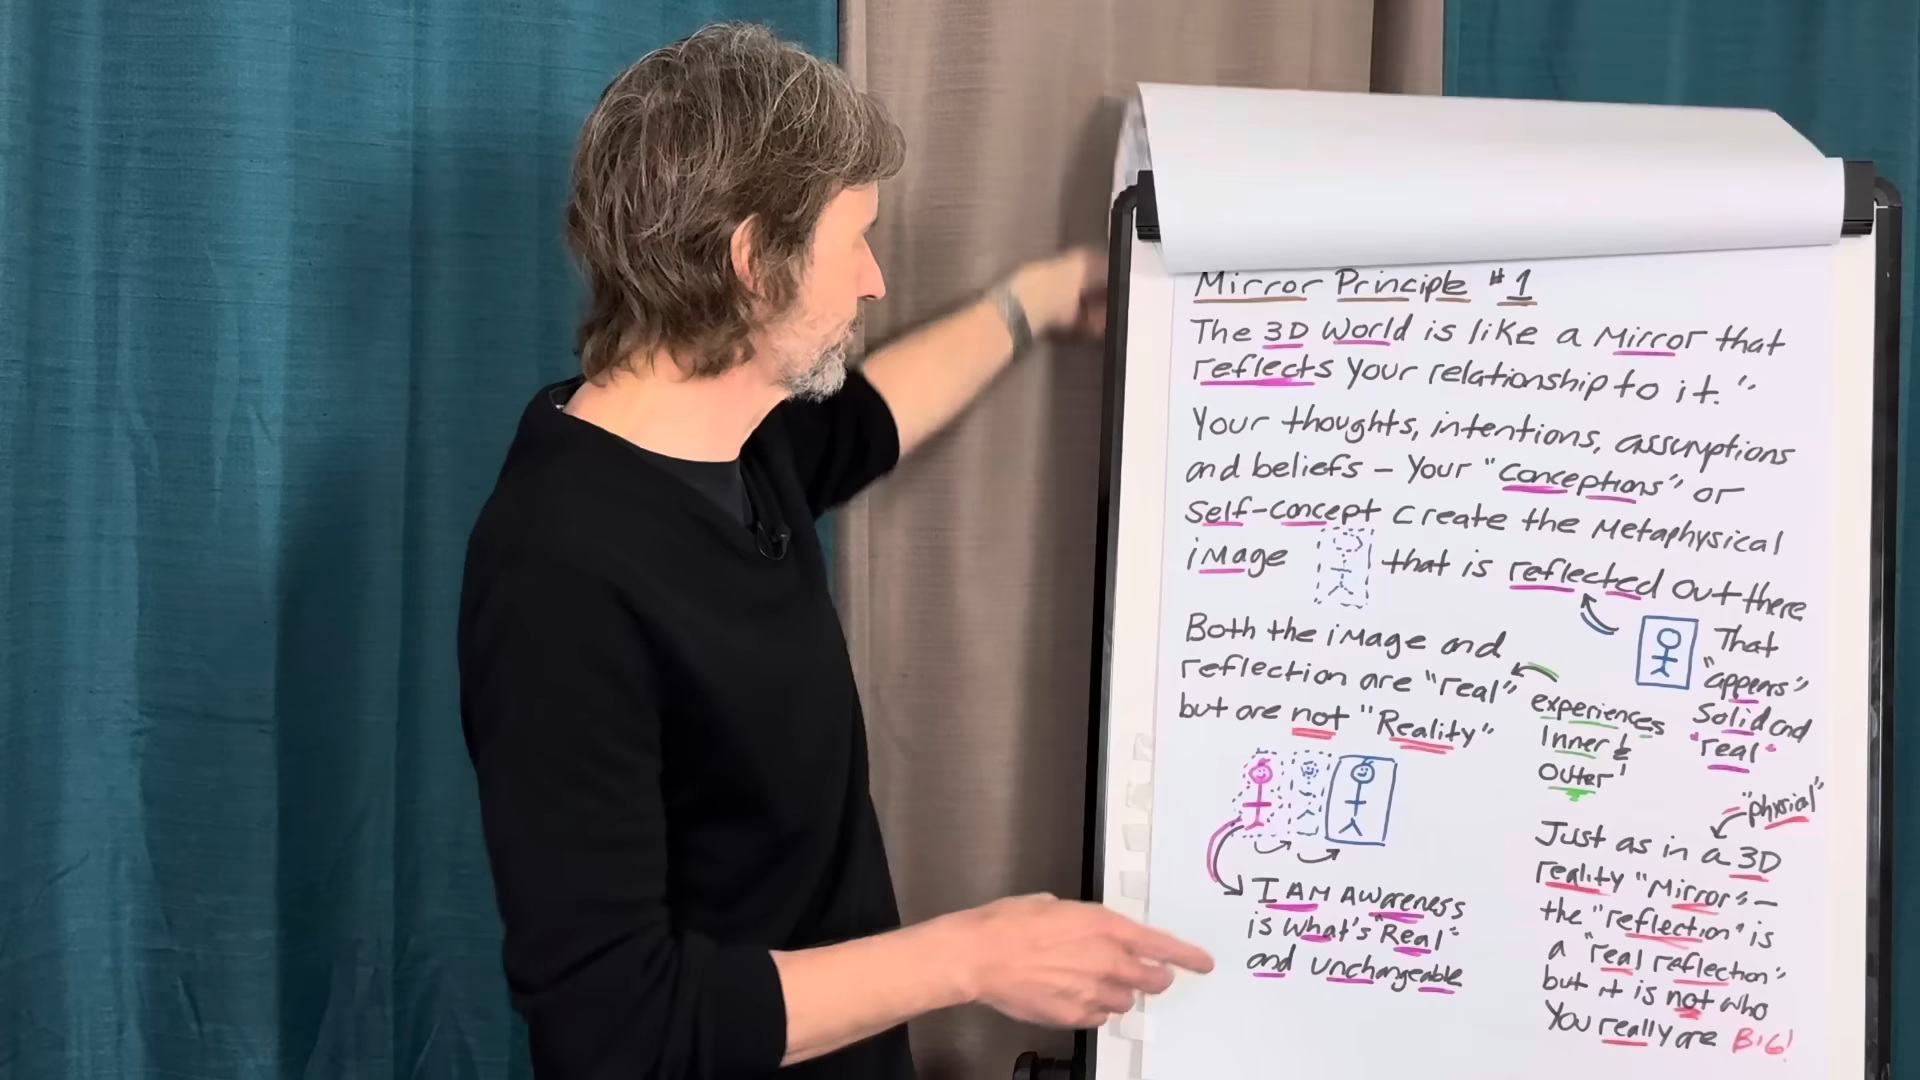 Mirror Principle #1
The 3D World is like a Mirror that
reflects your relationship to it."
Your thoughts, intentions, assumptions
and beliefs – Your "conceptions" or
Self-concept create the Metaphysical
image that is reflected out there
That
"appears"
Solid and
"real"
Both the image and
reflection are "real"
but are not "Reality"
experiences
Inner &
Outer!
I AM Awareness
is what's "Real"
and unchangeable
"physial"
Just as in a 3D
reality "Mirror" –
the "reflection" is
a "real reflection"
but it is not who
You really are BIG!